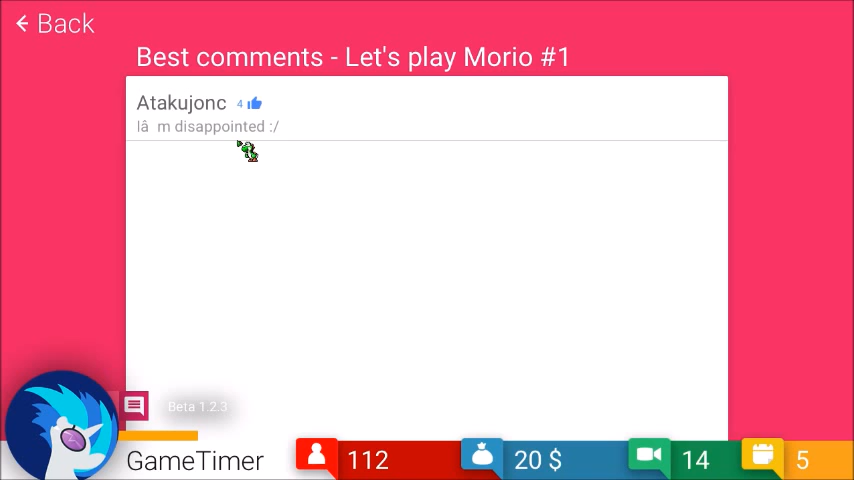 Back
Best comments - Let's play Morio #1
Atakujonc 4
Iâ m disappointed :/
Beta 1.2.3
GameTimer 112 20 $ 14 5